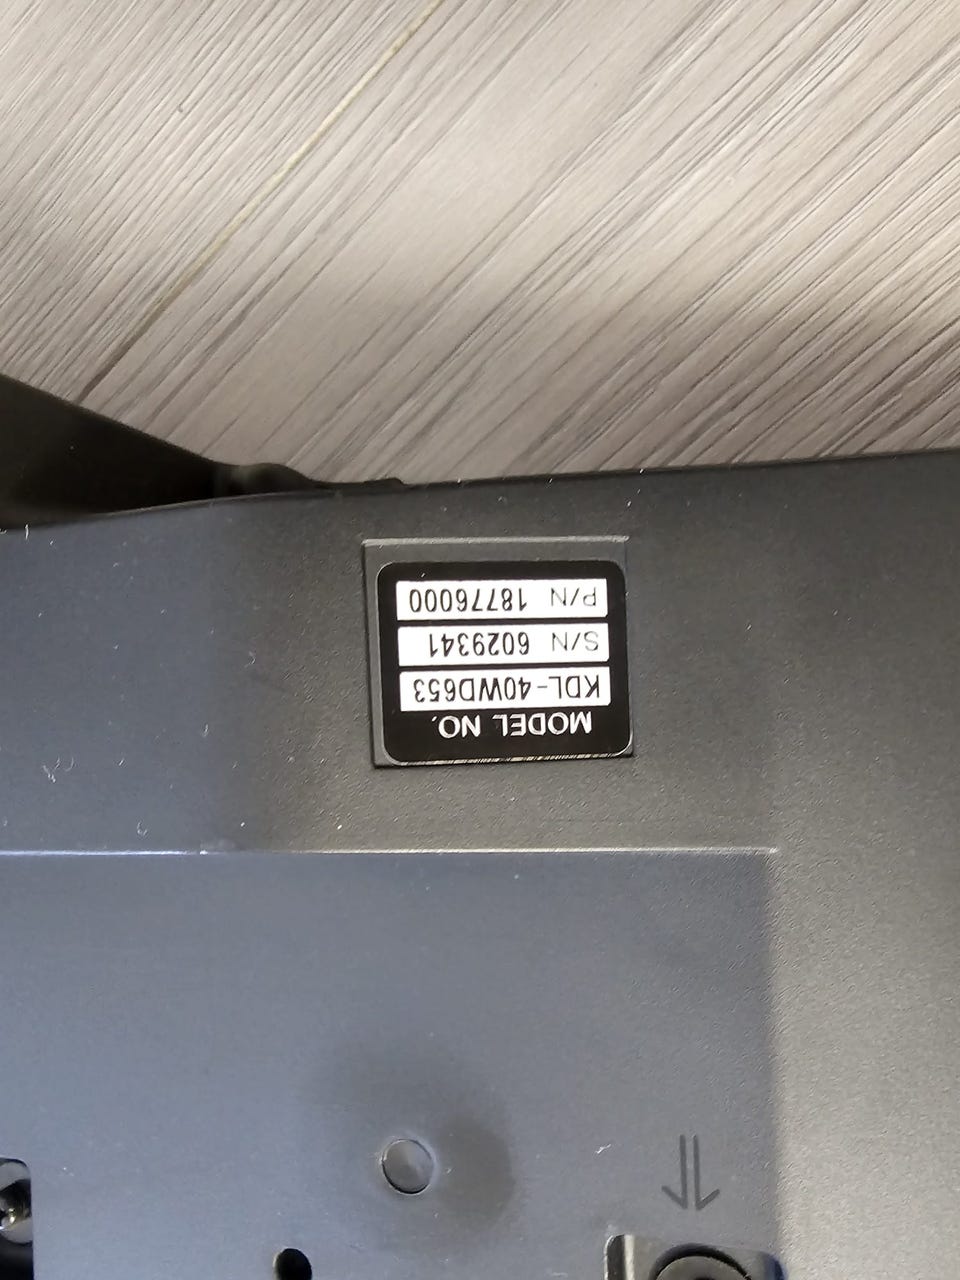 MODEL NO.
KDL-40WD653
S/N 6029341
P/N 18776000